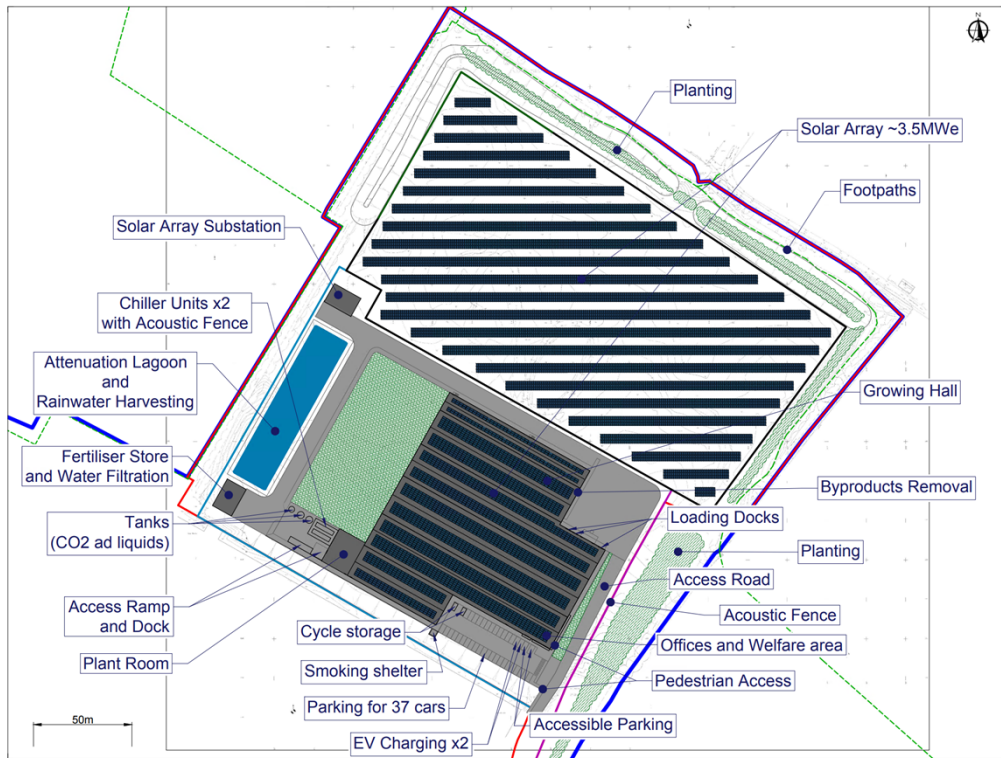 N
Planting
Solar Array ~3.5MWe
Footpaths
Solar Array Substation
Chiller Units x2
with Acoustic Fence
Attenuation Lagoon
and
Rainwater Harvesting
Growing Hall
Fertiliser Store
and Water Filtration
Byproducts Removal
Tanks
(CO2 ad liquids)
Loading Docks
Planting
Access Road
Access Ramp
and Dock
Acoustic Fence
Cycle storage
Offices and Welfare area
Plant Room
Smoking shelter
Pedestrian Access
Parking for 37 cars
Accessible Parking
50m
EV Charging x2